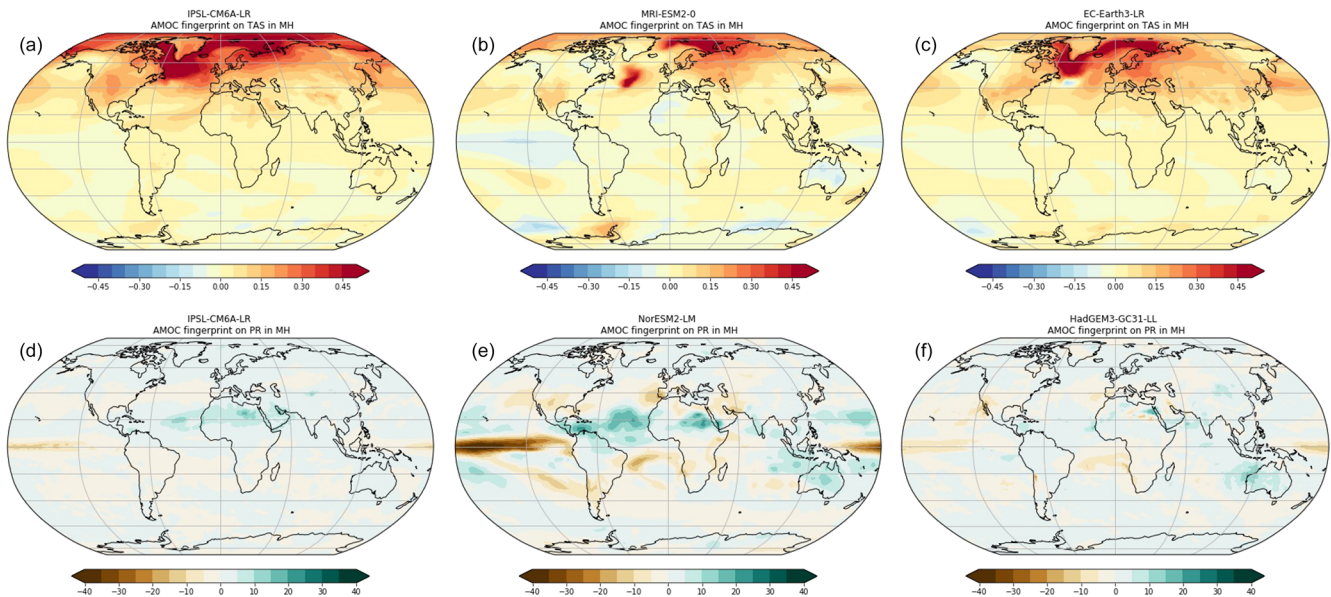 IPSL-CM6A-LR
AMOC fingerprint on TAS in MH
MRI-ESM2-0
AMOC fingerprint on TAS in MH
EC-Earth3-LR
AMOC fingerprint on TAS in MH
(a)
(b)
(c)
−0.45 −0.30 −0.15 0.00 0.15 0.30 0.45
−0.45 −0.30 −0.15 0.00 0.15 0.30 0.45
−0.45 −0.30 −0.15 0.00 0.15 0.30 0.45
IPSL-CM6A-LR
AMOC fingerprint on PR in MH
NorESM2-LM
AMOC fingerprint on PR in MH
HadGEM3-GC31-LL
AMOC fingerprint on PR in MH
(d)
(e)
(f)
−40 −30 −20 −10 0 10 20 30 40
−40 −30 −20 −10 0 10 20 30 40
−40 −30 −20 −10 0 10 20 30 40